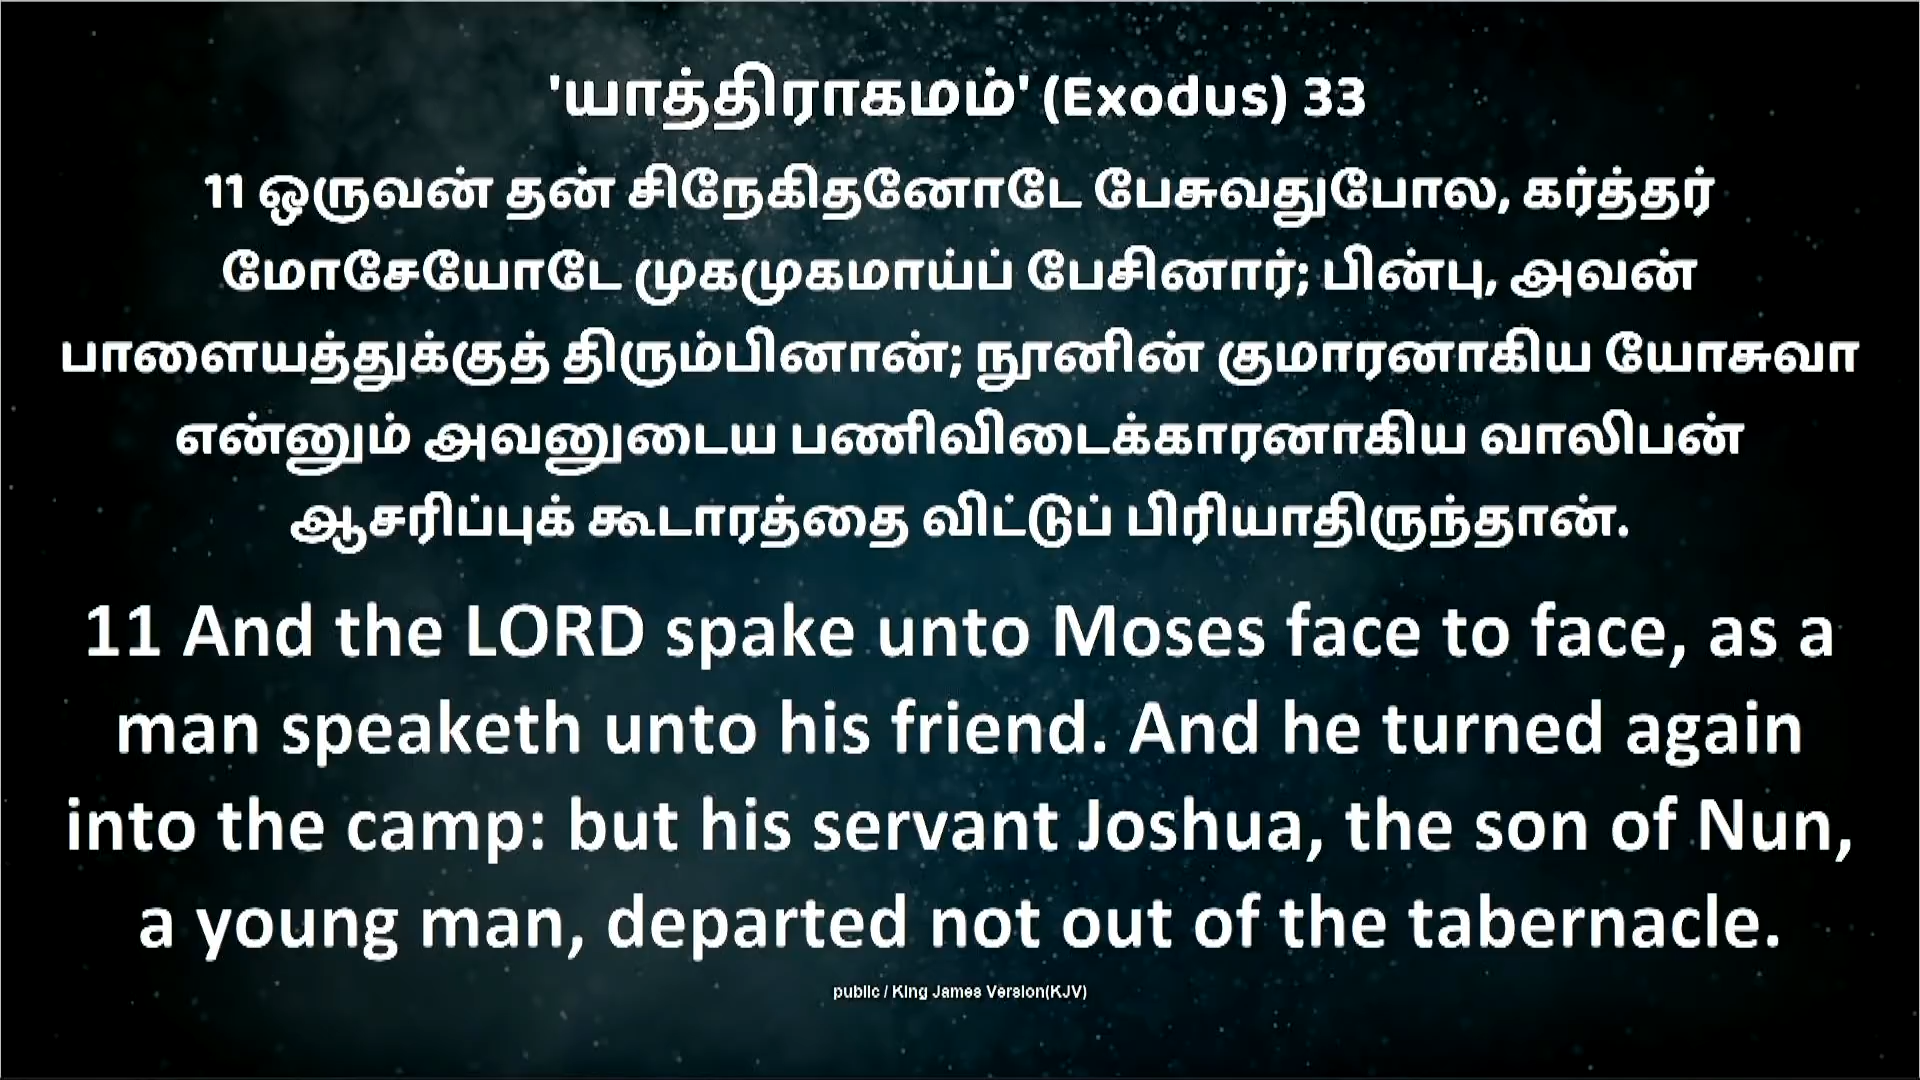 'யாத்திராகமம்' (Exodus) 33
11 ஒருவன் தன் சிநேகிதனோடே பேசுவதுபோல, கர்த்தர்
மோசேயோடே முகமுகமாய்ப் பேசினார்; பின்பு, அவன்
பாளையத்துக்குத் திரும்பினான்; நூனின் குமாரனாகிய யோசுவா
என்னும் அவனுடைய பணிவிடைக்காரனாகிய வாலிபன்
ஆசரிப்புக் கூடாரத்தை விட்டுப் பிரியாதிருந்தான்.
11 And the LORD spake unto Moses face to face, as a
man speaketh unto his friend. And he turned again
into the camp: but his servant Joshua, the son of Nun,
a young man, departed not out of the tabernacle.
public / King James Version(KJV)